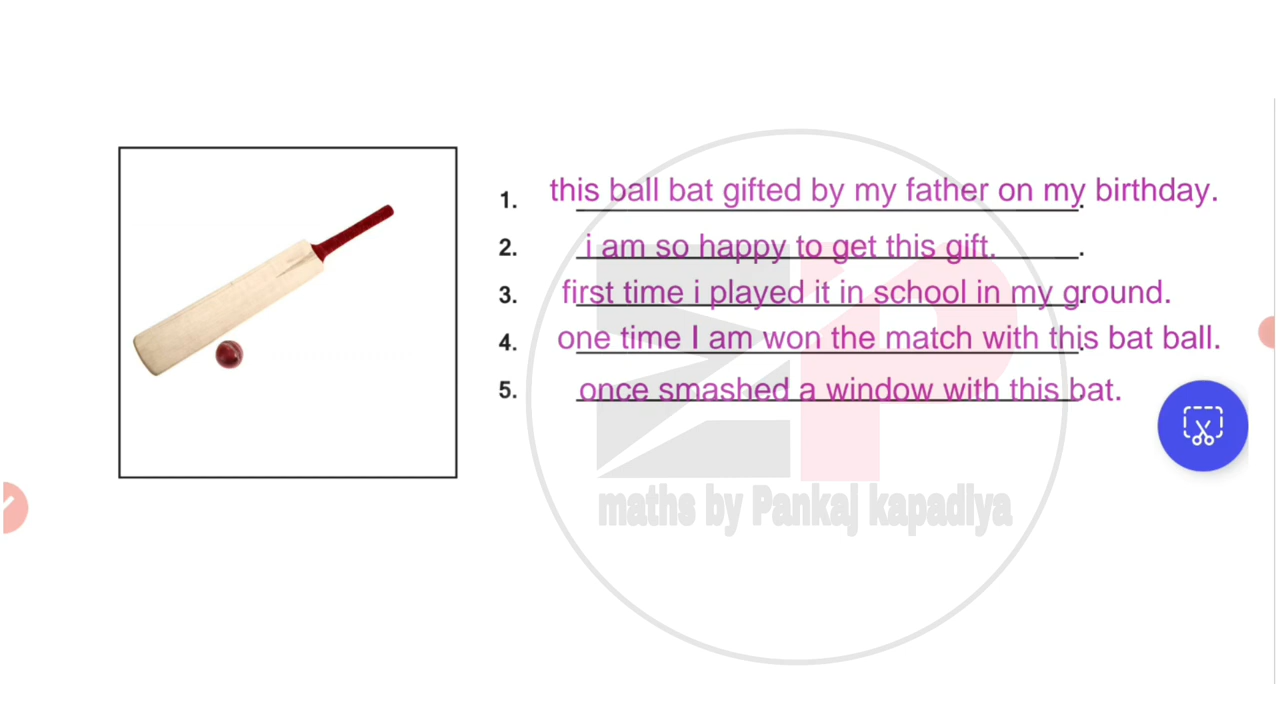 1. this ball bat gifted by my father on my birthday.
2. i am so happy to get this gift.
3. first time i played it in school in my ground.
4. one time I am won the match with this bat ball.
5. once smashed a window with this bat.
maths by Pankaj kapadiya